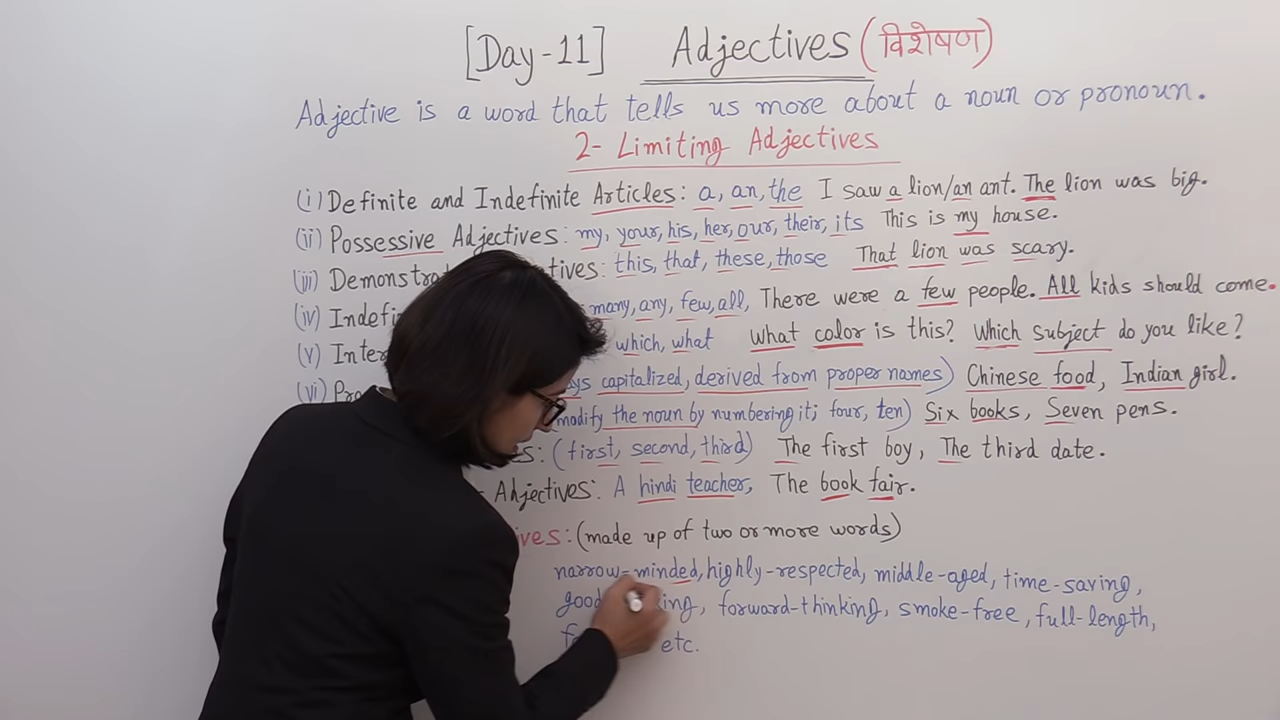 [Day-11] Adjectives (विशेषण)
Adjective is a word that tells us more about a noun or pronoun.
2- Limiting Adjectives
(i) Definite and Indefinite Articles: a, an, the I saw a lion/an ant. The lion was big.
(ii) Possessive Adjectives: my, your, his, her, our, their, its This is my house.
(iii) Demonstra tives: this, that, these, those That lion was scary.
(iv) Indefi many, any, few, all, There were a few people. All kids should come.
(v) Inter which, what What color is this? Which subject do you like?
(vi) Pro ys capitalized, derived from proper names) Chinese food, Indian girl.
modify the noun by numbering it; four, ten) Six books, Seven pens.
s: (first, second, third) The first boy, The third date.
- Adjectives: A hindi teacher, The book fair.
ives: (made up of two or more words)
narrow-minded, highly-respected, middle-aged, time-saving,
good ing, forward-thinking, smoke-free, full-length,
etc.